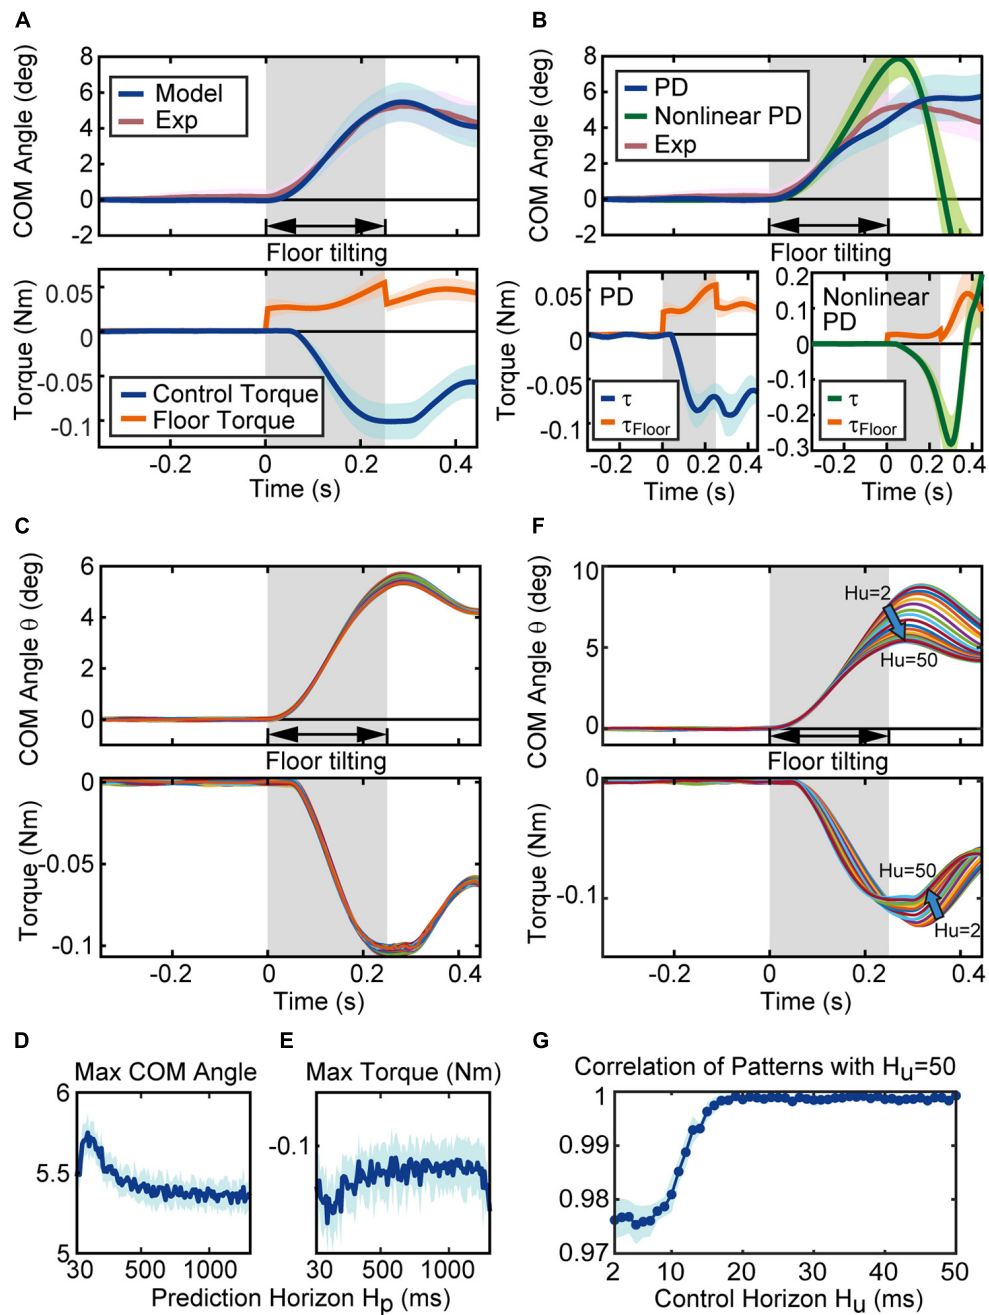 A
COM Angle (deg)
8
6
4
2
0
-2
Model
Exp
Floor tilting
Torque (Nm)
0.05
0
-0.05
-0.1
Control Torque
Floor Torque
-0.2 0 0.2 0.4
Time (s)
B
COM Angle (deg)
8
6
4
2
0
-2
PD
Nonlinear PD
Exp
Floor tilting
Torque (Nm)
0.05
0
-0.05
-0.1
PD
τ
τFloor
0 0.2 0.4
Time (s)
0.2
0.1
0
-0.1
-0.2
-0.3
Nonlinear
PD
τ
τFloor
0 0.2 0.4
Time (s)
C
COM Angle θ (deg)
6
4
2
0
Floor tilting
Torque (Nm)
0
-0.05
-0.1
-0.2 0 0.2 0.4
Time (s)
F
COM Angle θ (deg)
10
5
0
Hu=2
Hu=50
Floor tilting
Torque (Nm)
0
-0.1
Hu=50
Hu=2
-0.2 0 0.2 0.4
Time (s)
D
Max COM Angle
6
5.5
5
30 500 1000
E
Max Torque (Nm)
-0.1
30 500 1000
Prediction Horizon Hp (ms)
G
Correlation of Patterns with Hu=50
1
0.99
0.98
0.97
2 10 20 30 40 50
Control Horizon Hu (ms)